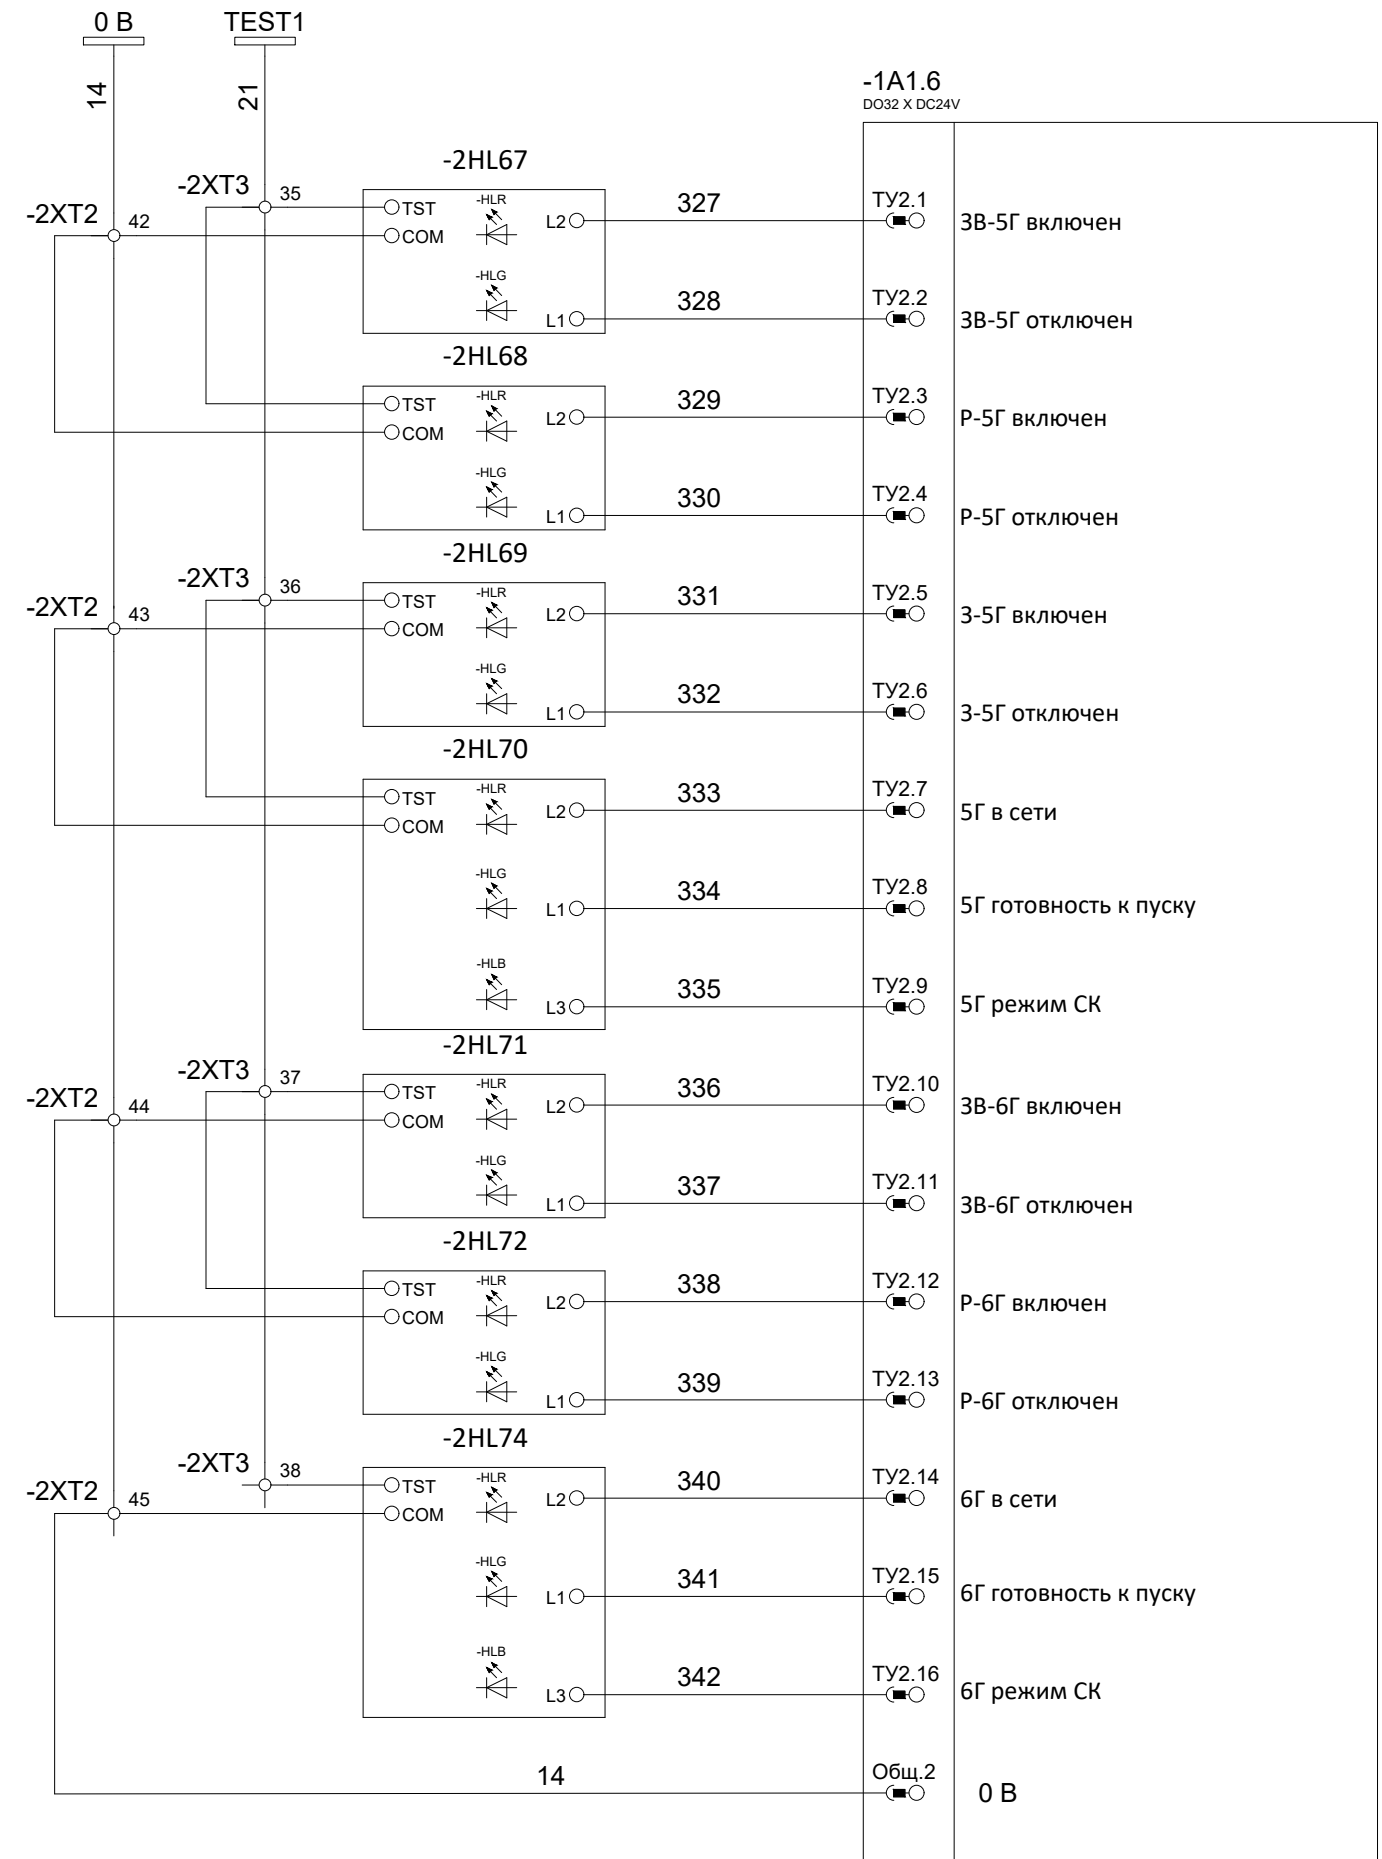 0 В
TEST1
14
21
-1A1.6
DO32 X DC24V
-2HL67
-2XT3
35
-2XT2
42
TST
COM
-HLR
L2
327
ТУ2.1
ЗВ-5Г включен
-HLG
L1
328
ТУ2.2
ЗВ-5Г отключен
-2HL68
TST
COM
-HLR
L2
329
ТУ2.3
Р-5Г включен
-HLG
L1
330
ТУ2.4
Р-5Г отключен
-2HL69
-2XT3
36
-2XT2
43
TST
COM
-HLR
L2
331
ТУ2.5
З-5Г включен
-HLG
L1
332
ТУ2.6
З-5Г отключен
-2HL70
TST
COM
-HLR
L2
333
ТУ2.7
5Г в сети
-HLG
L1
334
ТУ2.8
5Г готовность к пуску
-HLB
L3
335
ТУ2.9
5Г режим СК
-2HL71
-2XT3
37
-2XT2
44
TST
COM
-HLR
L2
336
ТУ2.10
ЗВ-6Г включен
-HLG
L1
337
ТУ2.11
ЗВ-6Г отключен
-2HL72
TST
COM
-HLR
L2
338
ТУ2.12
Р-6Г включен
-HLG
L1
339
ТУ2.13
Р-6Г отключен
-2HL74
-2XT3
38
-2XT2
45
TST
COM
-HLR
L2
340
ТУ2.14
6Г в сети
-HLG
L1
341
ТУ2.15
6Г готовность к пуску
-HLB
L3
342
ТУ2.16
6Г режим СК
14
Общ.2
0 В